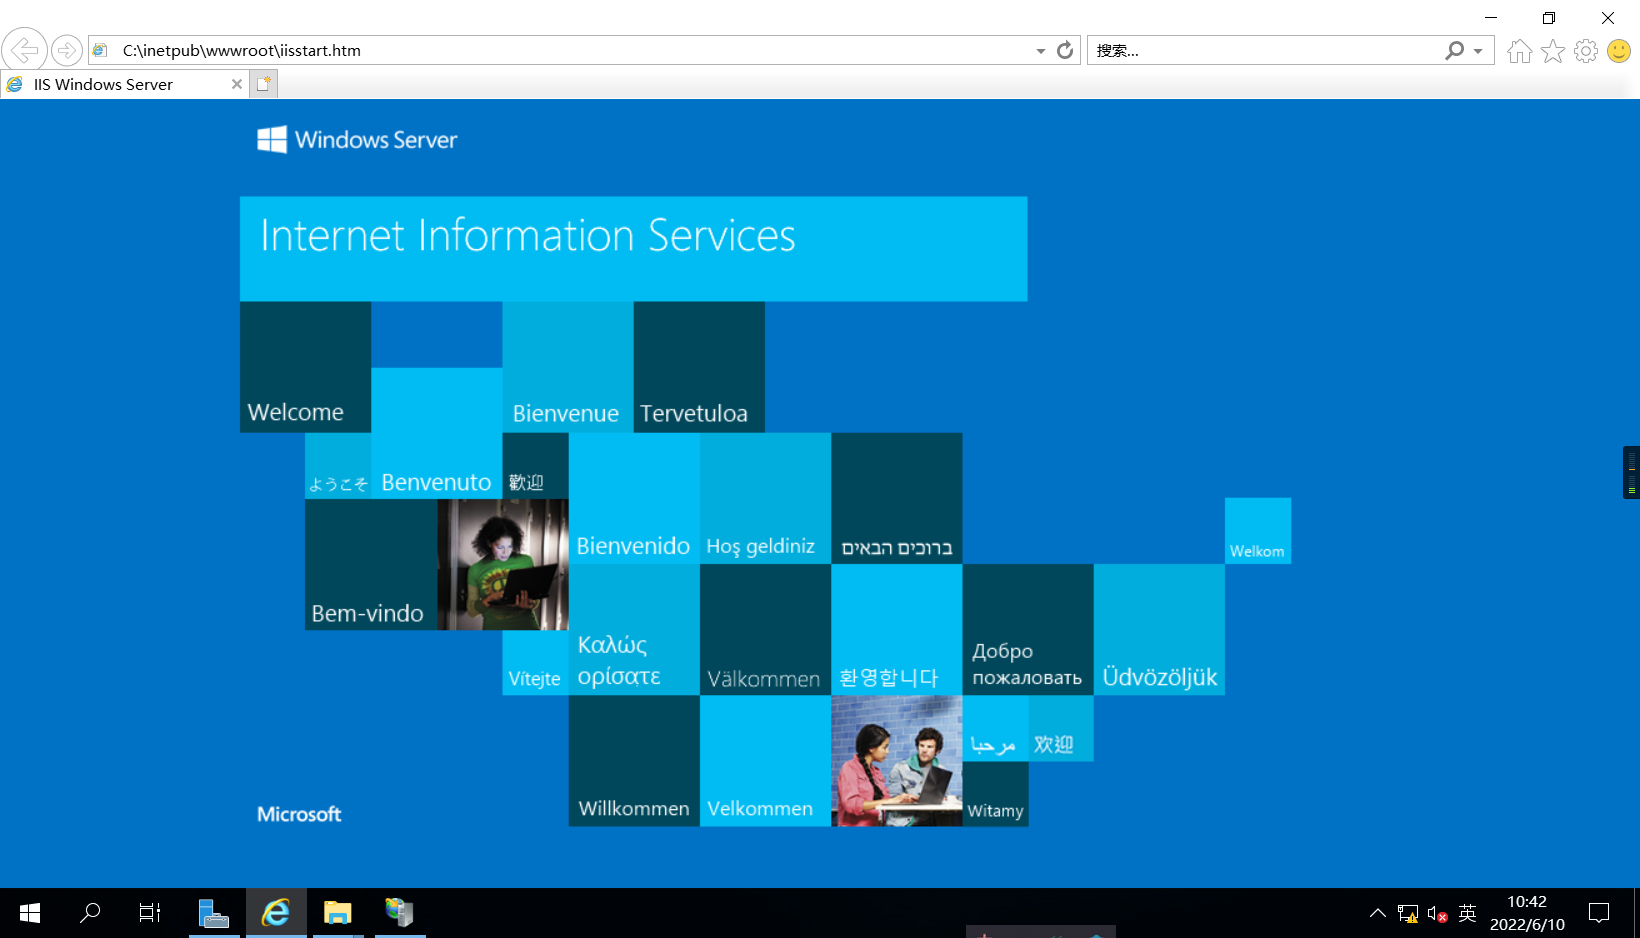 C:\inetpub\wwwroot\iisstart.htm
搜索...
IIS Windows Server
Windows Server
Internet Information Services
Welcome
Bienvenue
Tervetuloa
ようこそ
Benvenuto
歡迎
Bienvenido
Hoş geldiniz
ברוכים הבאים
Welkom
Bem-vindo
Vítejte
Καλώς
ορίσατε
Välkommen
환영합니다
Добро
пожаловать
Üdvözöljük
مرحبا
欢迎
Willkommen
Velkommen
Witamy
Microsoft
英
10:42
2022/6/10